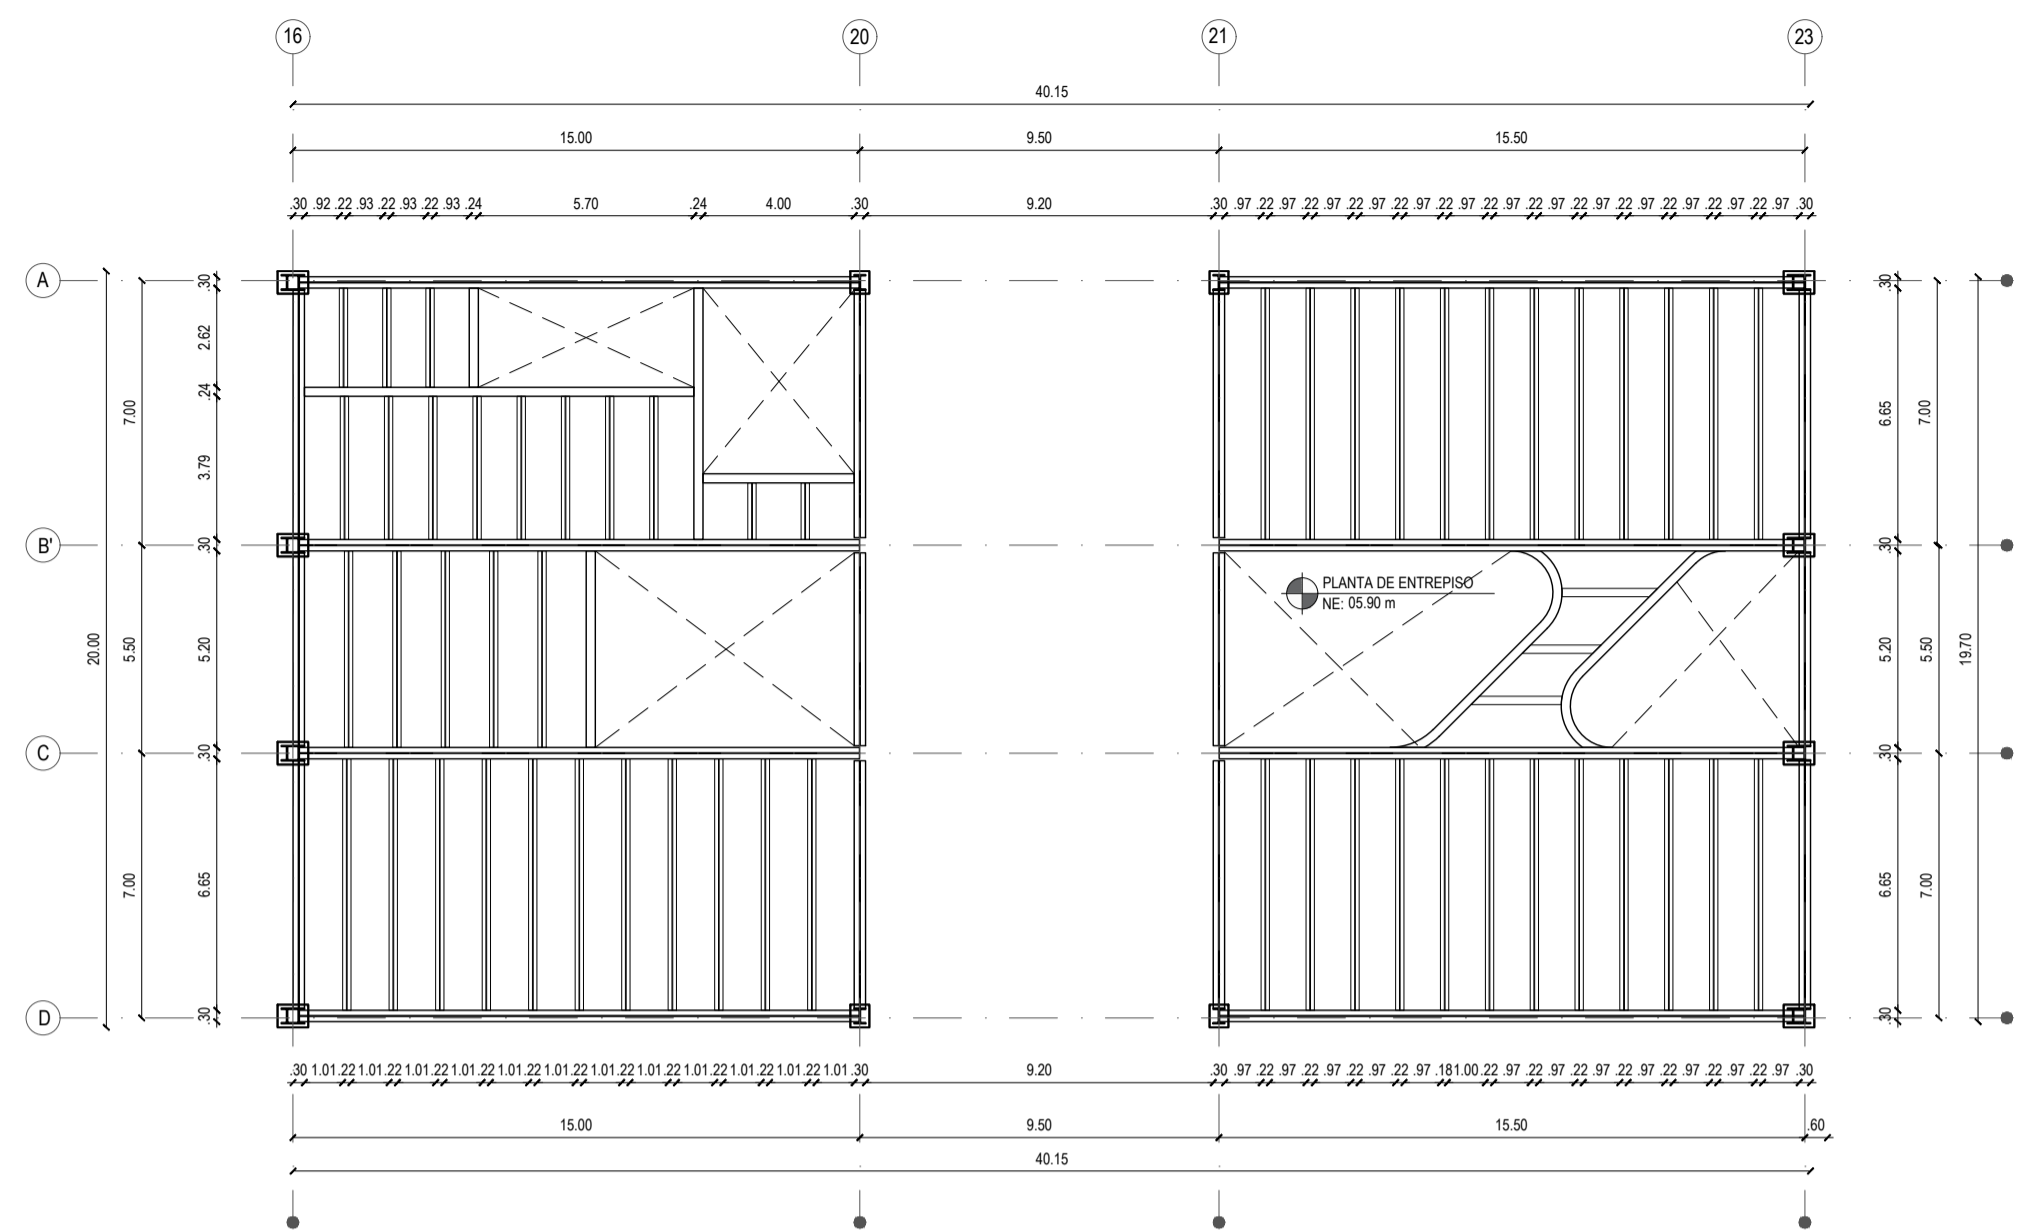 16 20 21 23
40.15
15.00 9.50 15.50
.30 .92 .22 .93 .22 .93 .22 .93 .24 5.70 .24 4.00 .30 9.20 .30 .97 .22 .97 .22 .97 .22 .97 .22 .97 .22 .97 .22 .97 .22 .97 .22 .97 .22 .97 .22 .97 .22 .97 .22 .97 .30
A
.30 .30
2.62
.24
7.00 6.65 7.00
3.79
B'
.30 .30
PLANTA DE ENTREPISO
NE: 05.90 m
20.00 5.50 5.20 5.20 5.50 19.70
C
.30 .30
7.00 6.65 6.65 7.00
D
.30 .30
.30 1.01 .22 1.01 .22 1.01 .22 1.01 .22 1.01 .22 1.01 .22 1.01 .22 1.01 .22 1.01 .22 1.01 .22 1.01 .22 1.01 .30 9.20 .30 .97 .22 .97 .22 .97 .22 .97 .22 .97 .18 1.00 .22 .97 .22 .97 .22 .97 .22 .97 .22 .97 .22 .97 .22 .97 .30
15.00 9.50 15.50 .60
40.15